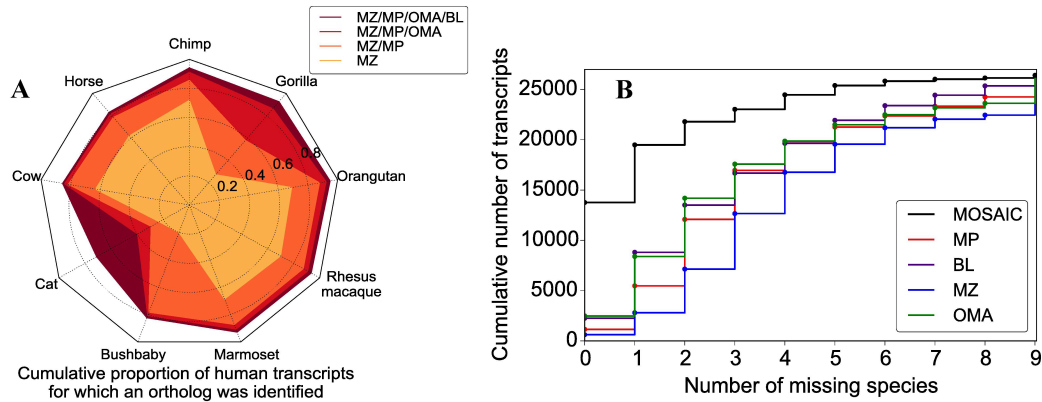 A
MZ/MP/OMA/BL
MZ/MP/OMA
MZ/MP
MZ
Chimp
Gorilla
Orangutan
Rhesus
macaque
Marmoset
Bushbaby
Cat
Cow
Horse
0.2
0.4
0.6
0.8
Cumulative proportion of human transcripts
for which an ortholog was identified
B
Cumulative number of transcripts
25000
20000
15000
10000
5000
0
0 1 2 3 4 5 6 7 8 9
Number of missing species
MOSAIC
MP
BL
MZ
OMA